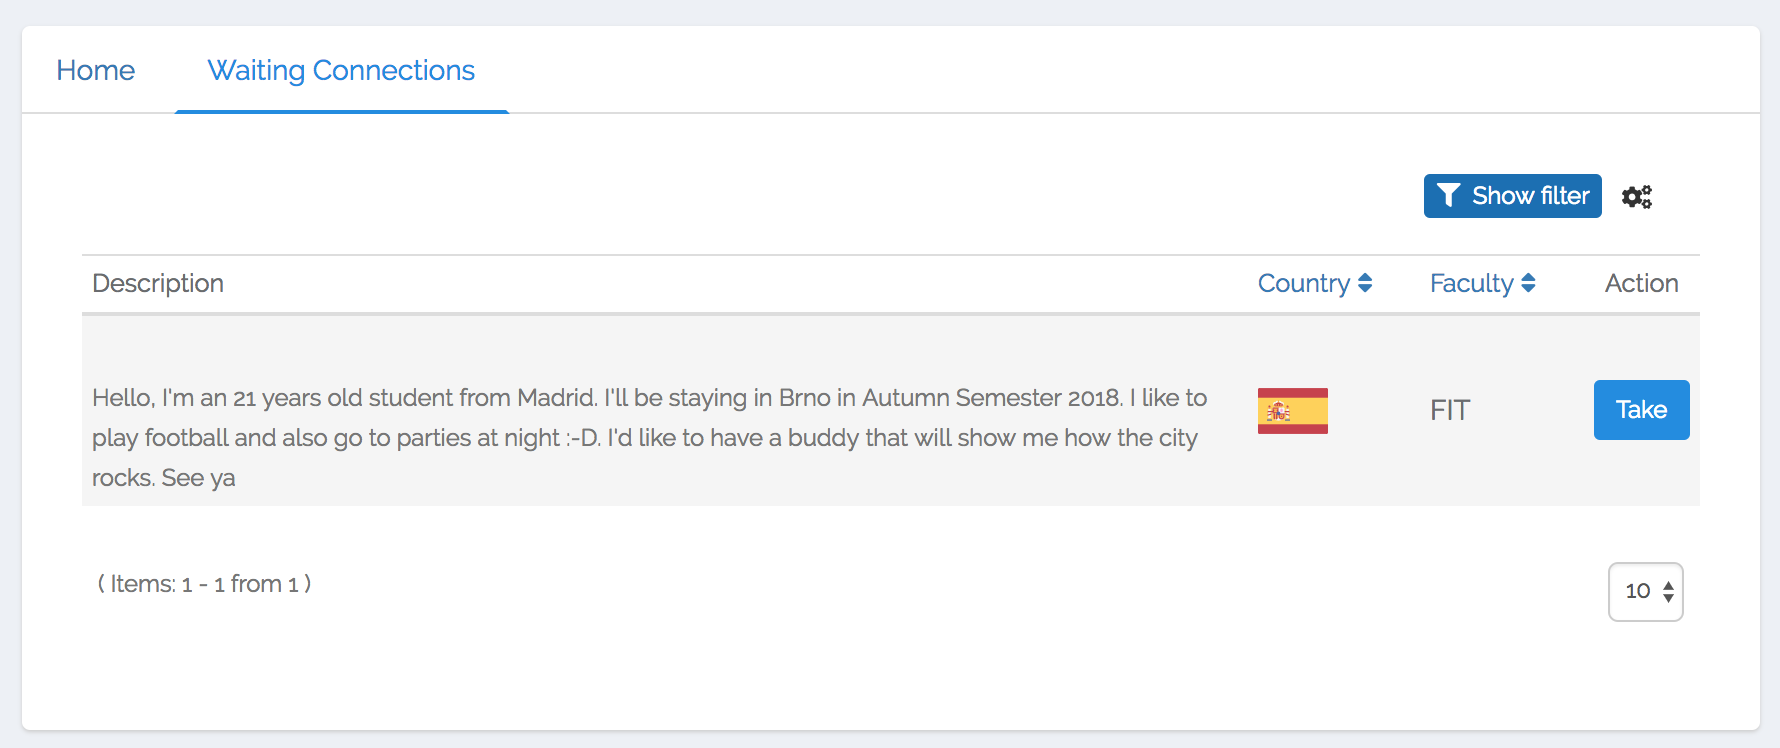 Home Waiting Connections
Show filter
Description Country Faculty Action
Hello, I'm an 21 years old student from Madrid. I'll be staying in Brno in Autumn Semester 2018. I like to
play football and also go to parties at night :-D. I'd like to have a buddy that will show me how the city
rocks. See ya
FIT Take
( Items: 1 - 1 from 1 )
10